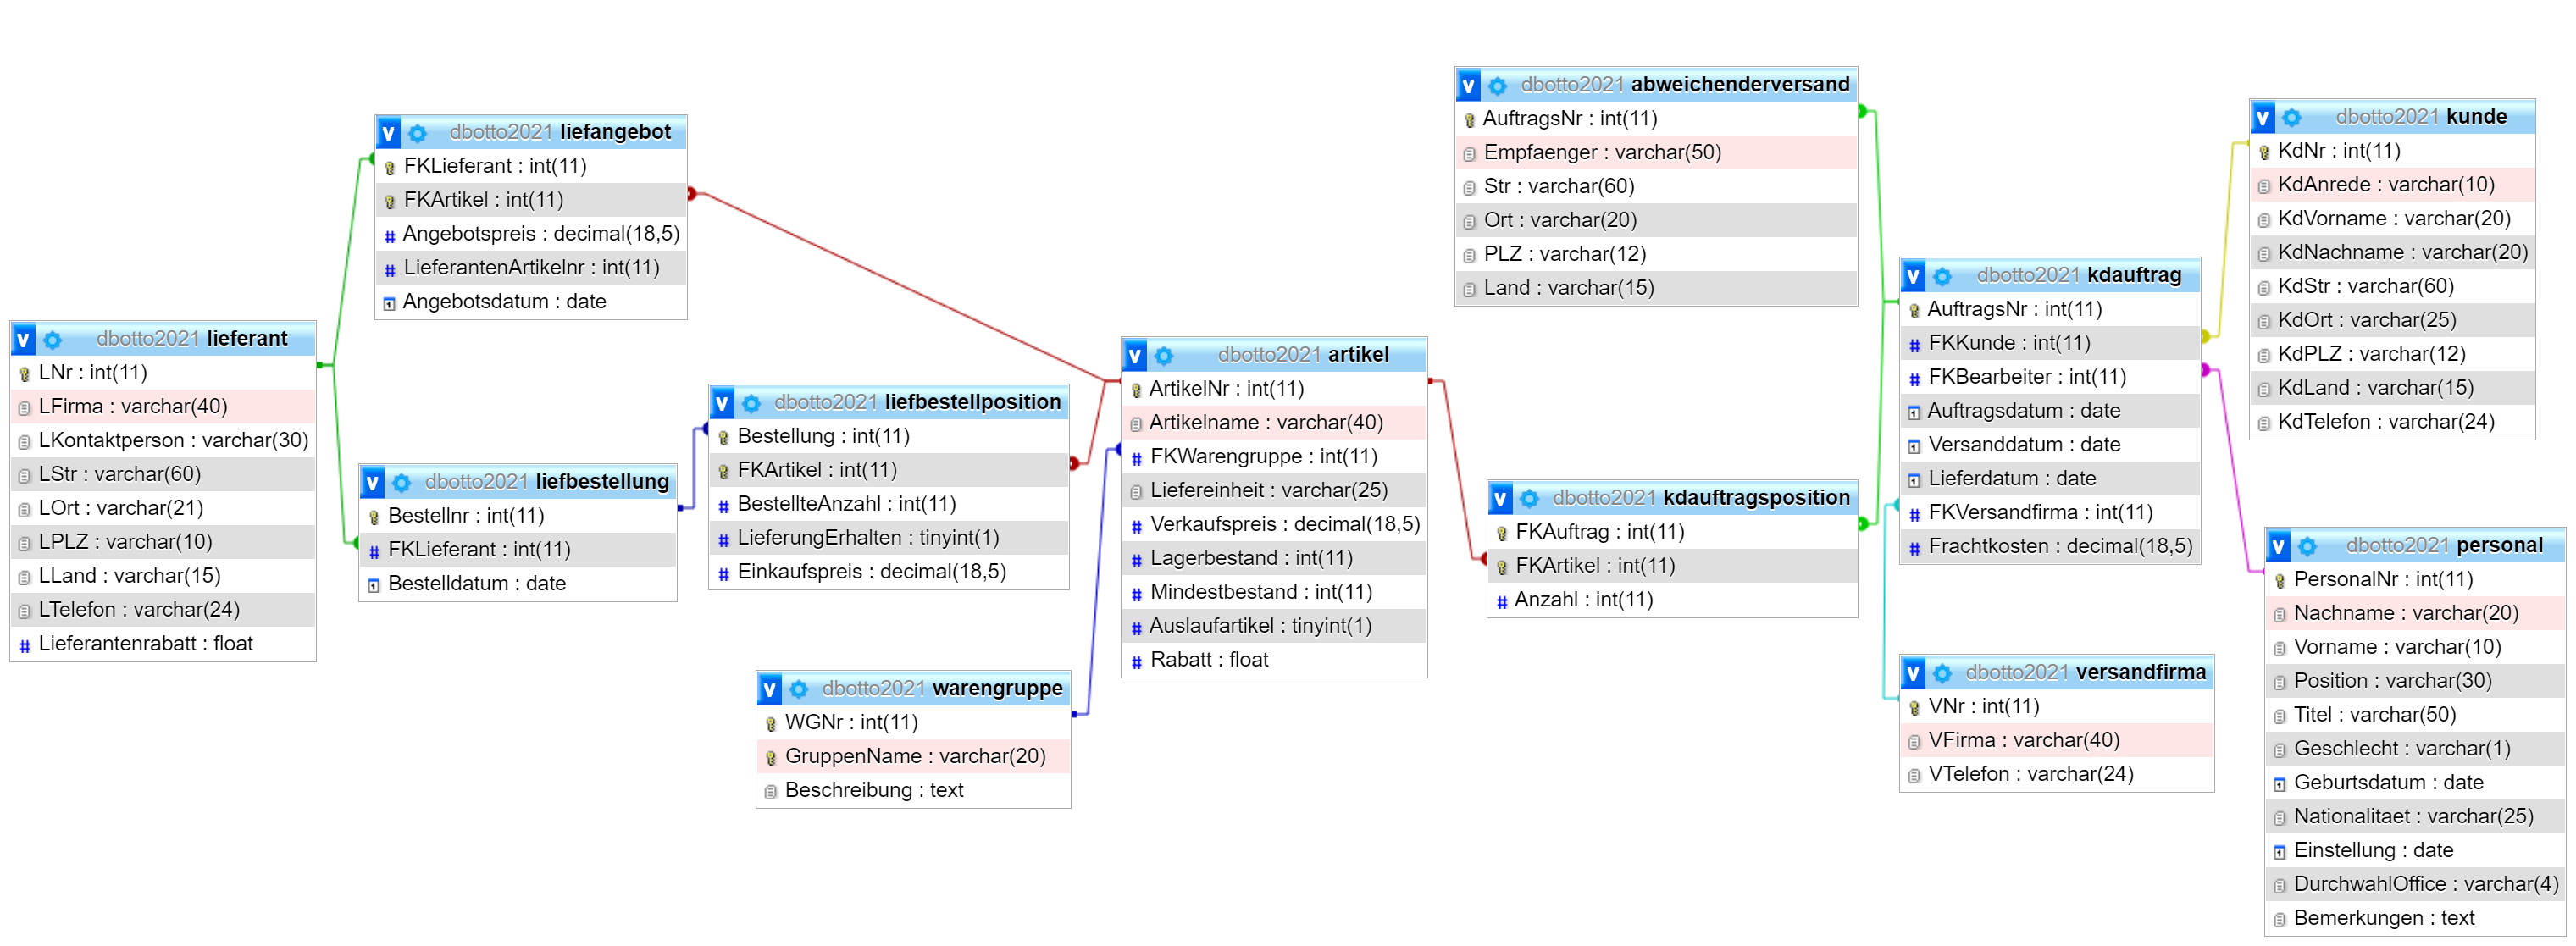 dbotto2021 lieferant
LNr : int(11)
LFirma : varchar(40)
LKontaktperson : varchar(30)
LStr : varchar(60)
LOrt : varchar(21)
LPLZ : varchar(10)
LLand : varchar(15)
LTelefon : varchar(24)
Lieferantenrabatt : float
dbotto2021 liefangebot
FKLieferant : int(11)
FKArtikel : int(11)
Angebotspreis : decimal(18,5)
LieferantenArtikelnr : int(11)
Angebotsdatum : date
dbotto2021 liefbestellung
Bestellnr : int(11)
FKLieferant : int(11)
Bestelldatum : date
dbotto2021 liefbestellposition
Bestellung : int(11)
FKArtikel : int(11)
BestellteAnzahl : int(11)
LieferungErhalten : tinyint(1)
Einkaufspreis : decimal(18,5)
dbotto2021 warengruppe
WGNr : int(11)
GruppenName : varchar(20)
Beschreibung : text
dbotto2021 artikel
ArtikelNr : int(11)
Artikelname : varchar(40)
FKWarengruppe : int(11)
Liefereinheit : varchar(25)
Verkaufspreis : decimal(18,5)
Lagerbestand : int(11)
Mindestbestand : int(11)
Auslaufartikel : tinyint(1)
Rabatt : float
dbotto2021 abweichenderversand
AuftragsNr : int(11)
Empfaenger : varchar(50)
Str : varchar(60)
Ort : varchar(20)
PLZ : varchar(12)
Land : varchar(15)
dbotto2021 kdauftragsposition
FKAuftrag : int(11)
FKArtikel : int(11)
Anzahl : int(11)
dbotto2021 kdauftrag
AuftragsNr : int(11)
FKKunde : int(11)
FKBearbeiter : int(11)
Auftragsdatum : date
Versanddatum : date
Lieferdatum : date
FKVersandfirma : int(11)
Frachtkosten : decimal(18,5)
dbotto2021 versandfirma
VNr : int(11)
VFirma : varchar(40)
VTelefon : varchar(24)
dbotto2021 kunde
KdNr : int(11)
KdAnrede : varchar(10)
KdVorname : varchar(20)
KdNachname : varchar(20)
KdStr : varchar(60)
KdOrt : varchar(25)
KdPLZ : varchar(12)
KdLand : varchar(15)
KdTelefon : varchar(24)
dbotto2021 personal
PersonalNr : int(11)
Nachname : varchar(20)
Vorname : varchar(10)
Position : varchar(30)
Titel : varchar(50)
Geschlecht : varchar(1)
Geburtsdatum : date
Nationalitaet : varchar(25)
Einstellung : date
DurchwahlOffice : varchar(4)
Bemerkungen : text